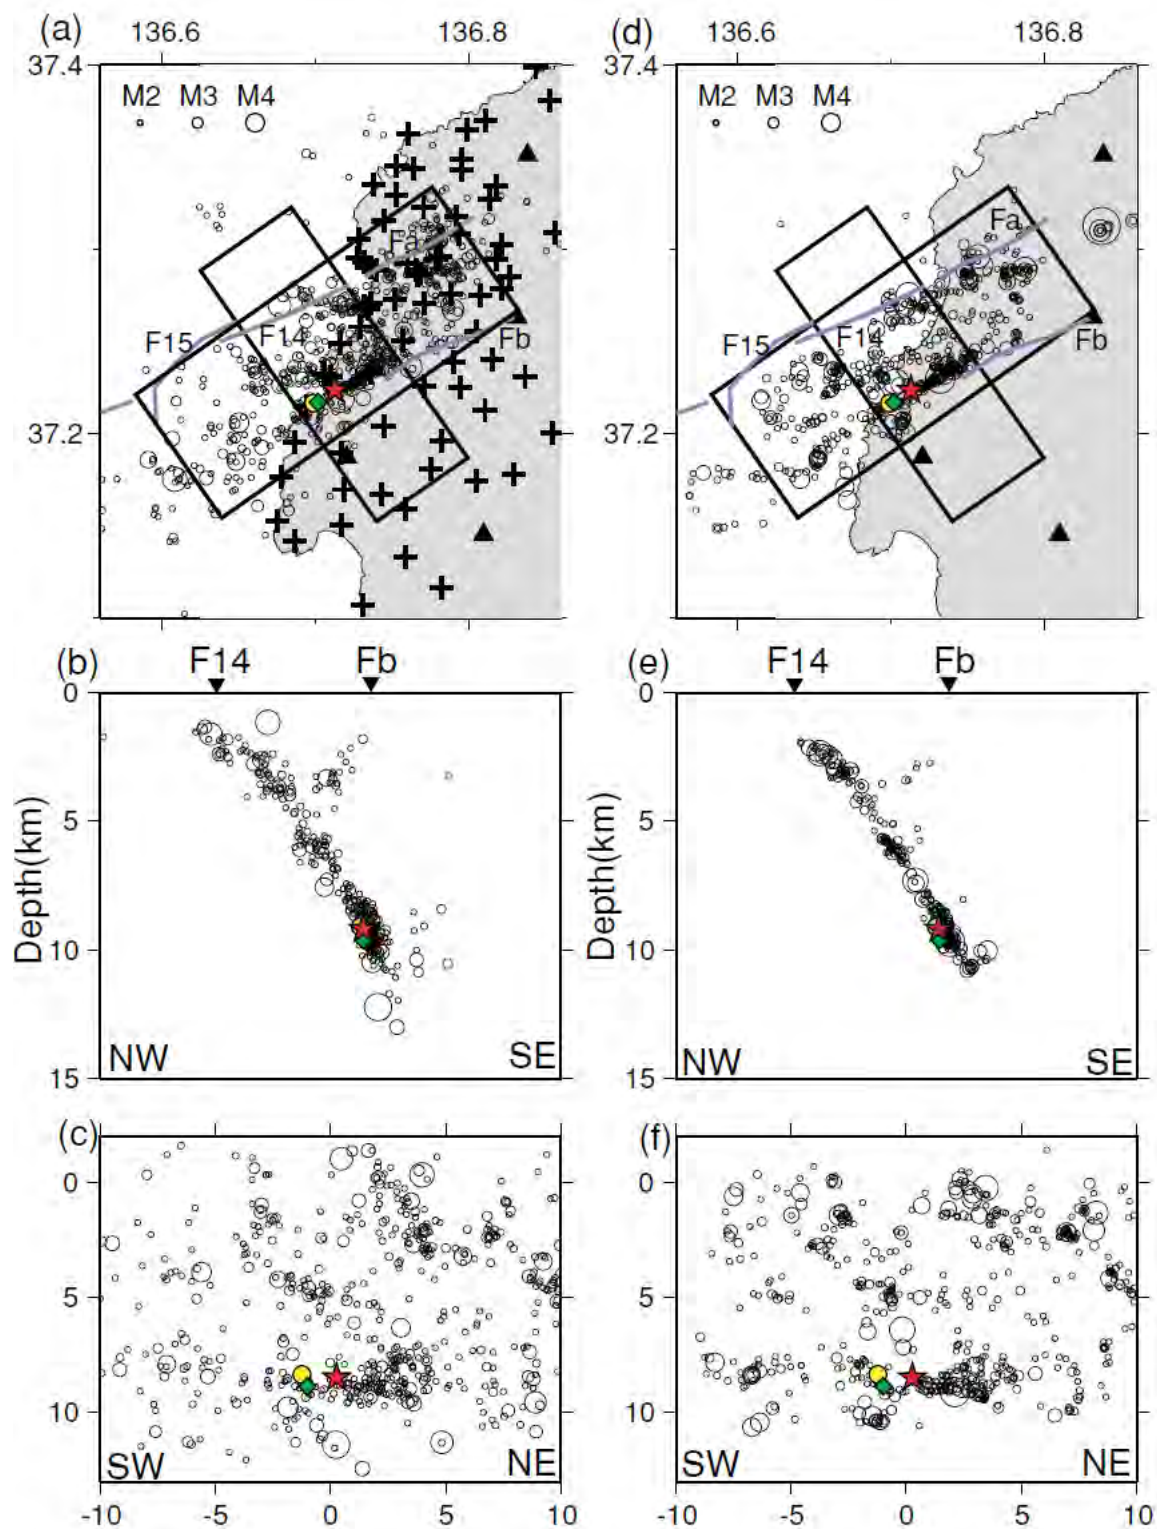 (a) 136.6 136.8
37.4
M2 M3 M4
Fa
F15 F14 Fb
37.2
(d) 136.6 136.8
37.4
M2 M3 M4
Fa
F15 F14 Fb
37.2
(b) F14 Fb
0
5
10
15
Depth(km)
NW SE
(e) F14 Fb
0
5
10
15
Depth(km)
NW SE
(c)
0
5
10
SW NE
-10 -5 0 5 10
(f)
0
5
10
SW NE
-10 -5 0 5 10